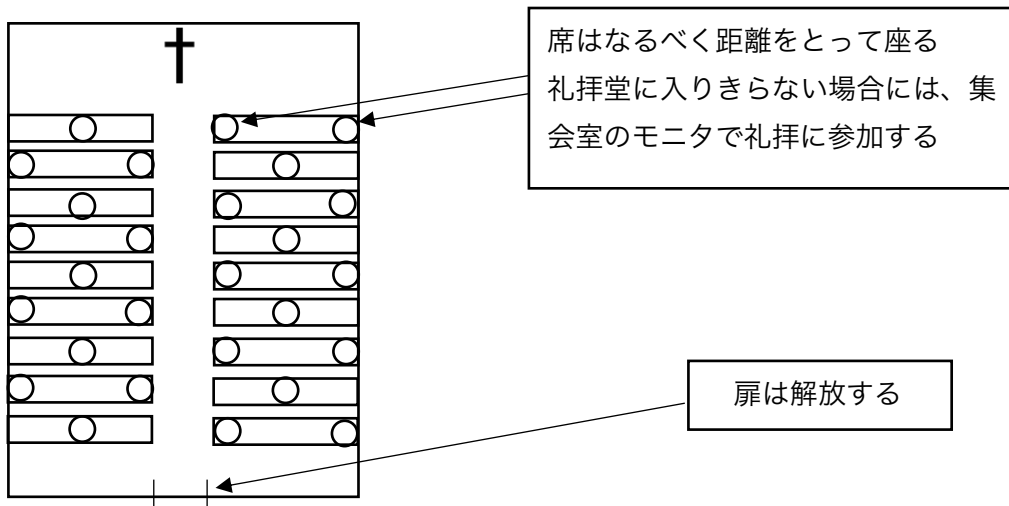 席はなるべく距離をとって座る
礼拝堂に入りきらない場合には、集
会室のモニタで礼拝に参加する
扉は解放する